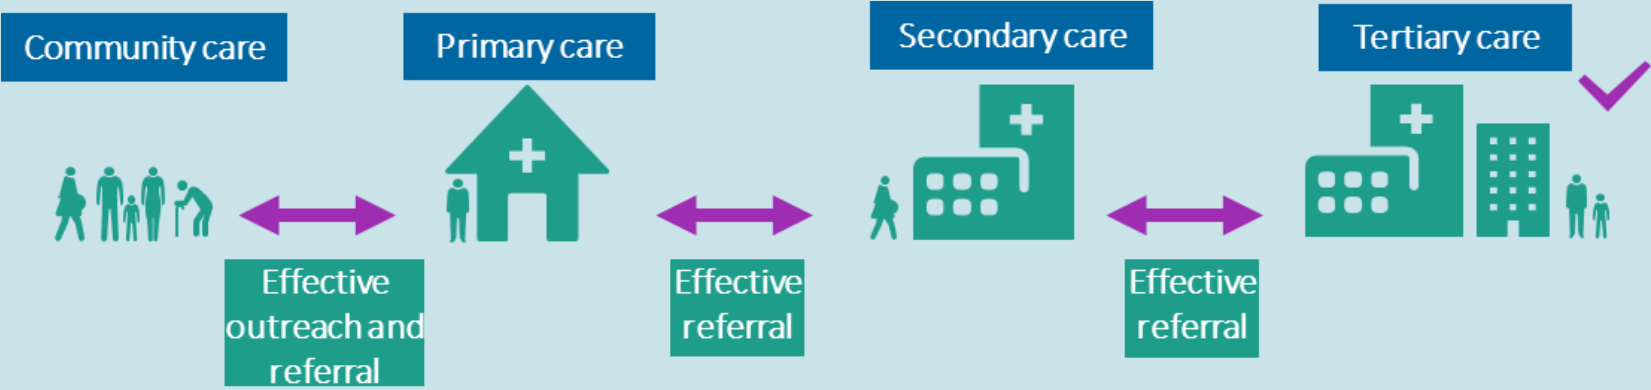 Community care
Primary care
Secondary care
Tertiary care
Effective
outreach and
referral
Effective
referral
Effective
referral